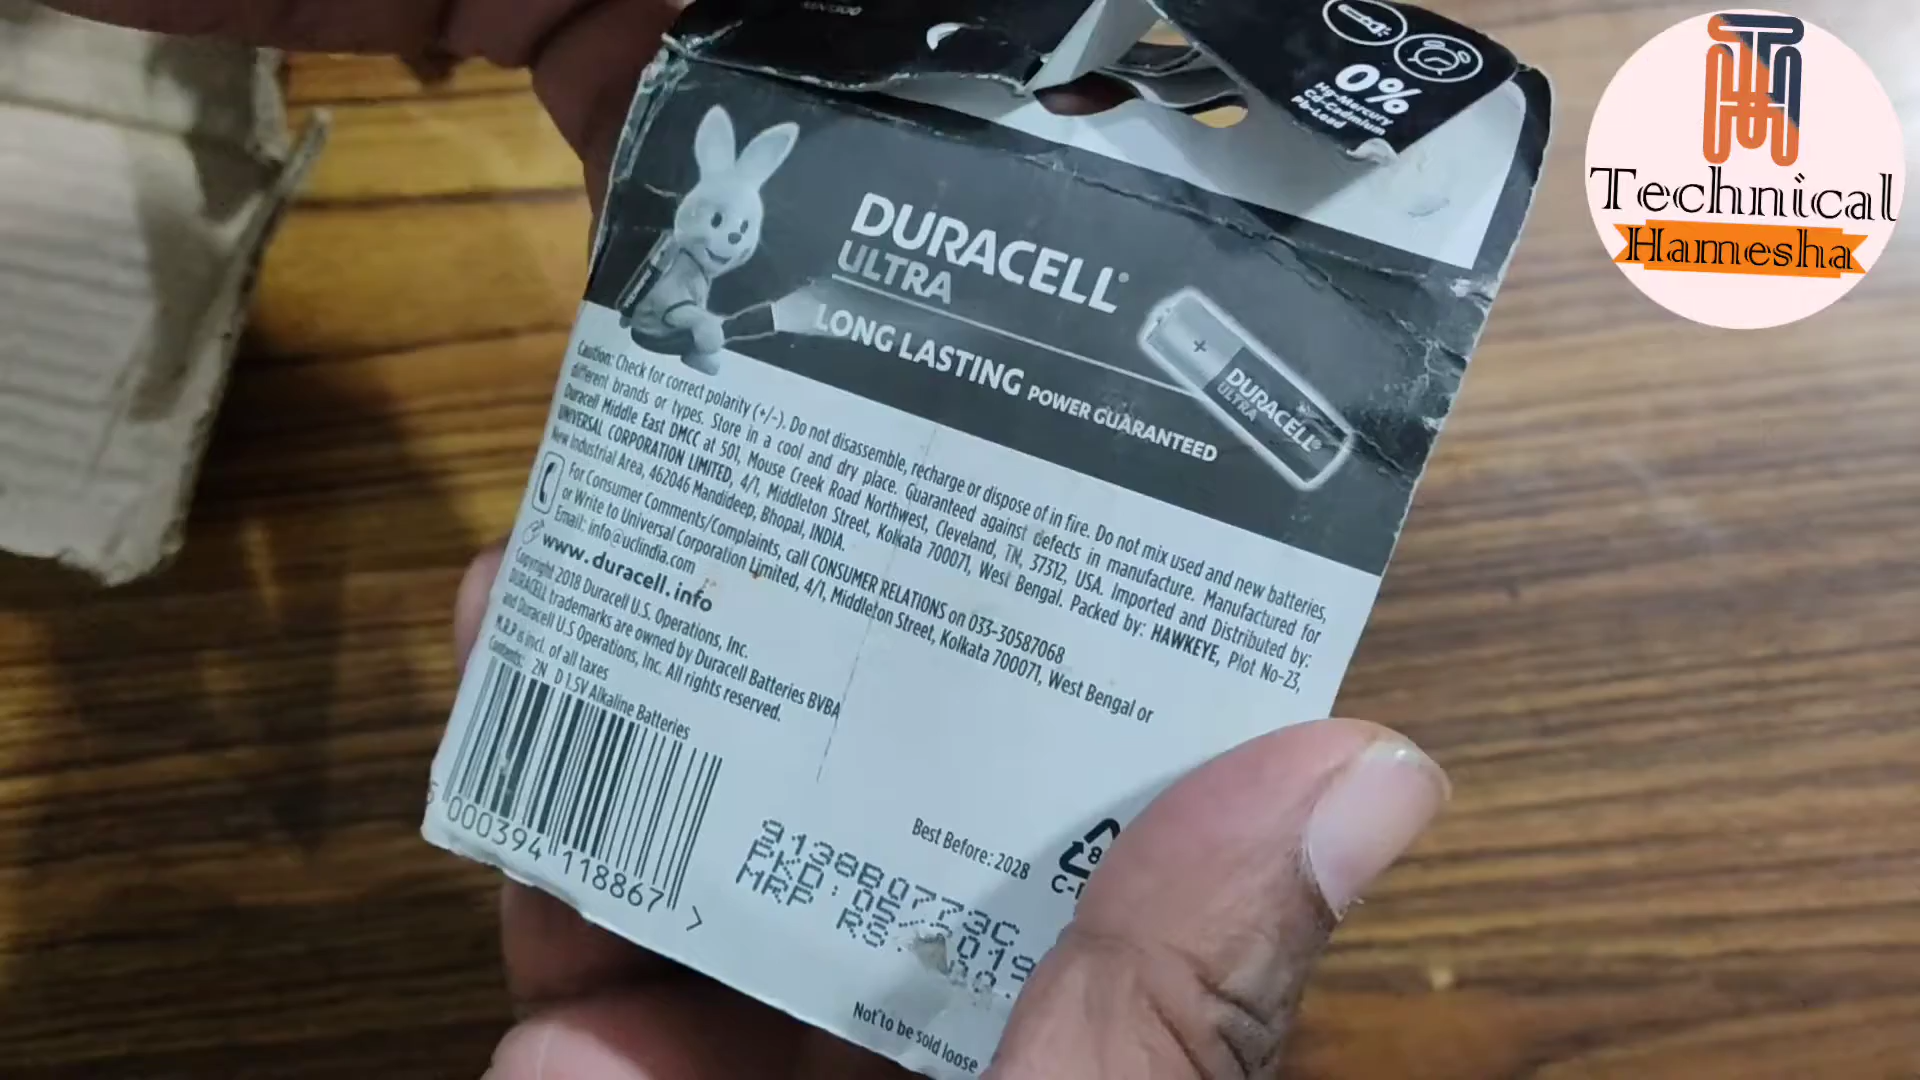 MN1300
0%
Hg-Mercury
Cd-Cadmium
Pb-Lead
Technical
Hamesha
DURACELL®
ULTRA
LONG LASTING POWER GUARANTEED
+
DURACELL®
ULTRA
Caution: Check for correct polarity (+/-). Do not disassemble, recharge or dispose of in fire. Do not mix used and new batteries,
different brands or types. Store in a cool and dry place. Guaranteed against defects in manufacture. Manufactured for
Duracell Middle East DMCC at 501, Mouse Creek Road Northwest, Cleveland, TN, 37312, USA. Imported and Distributed by:
UNIVERSAL CORPORATION LIMITED, 4/1, Middleton Street, Kolkata 700071, West Bengal. Packed by: HAWKEYE, Plot No-23,
New Industrial Area, 462046 Mandideep, Bhopal, INDIA.
For Consumer Comments/Complaints, call CONSUMER RELATIONS on 033-30587068
or Write to Universal Corporation Limited, 4/1, Middleton Street, Kolkata 700071, West Bengal or
Email: info@uclindia.com
www.duracell.info
Copyright 2018 Duracell U.S. Operations, Inc.
DURACELL trademarks are owned by Duracell Batteries BVBA
and Duracell U.S Operations, Inc. All rights reserved.
M.R.P is incl. of all taxes
Contents: 2N D 1.5V Alkaline Batteries
5 000394 118867 >
Best Before: 2028
9138B0773C
PKD: 05/2019
MRP RS.
Not to be sold loose